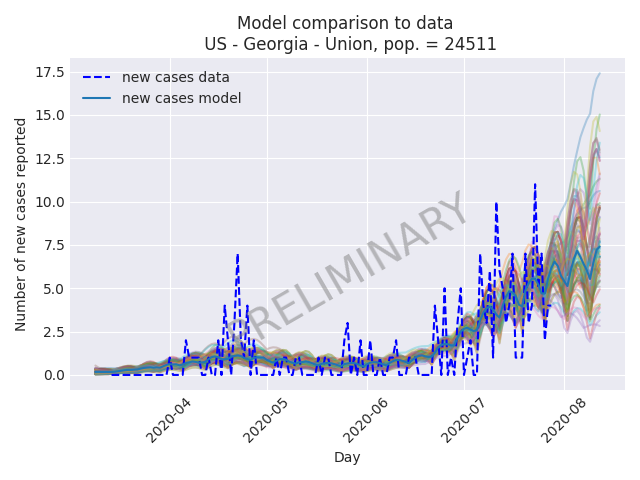 Model comparison to data
US - Georgia - Union, pop. = 24511
new cases data
new cases model
PRELIMINARY
Number of new cases reported
17.5
15.0
12.5
10.0
7.5
5.0
2.5
0.0
2020-04
2020-05
2020-06
2020-07
2020-08
Day